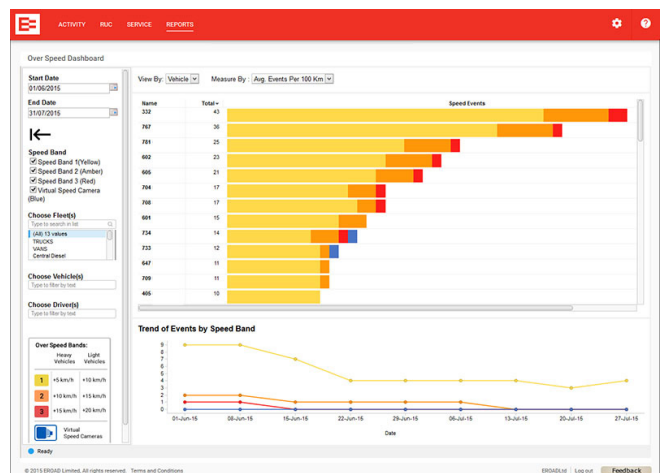 ACTIVITY RUC SERVICE REPORTS
Over Speed Dashboard
Start Date
01/06/2015
End Date
31/07/2015
Speed Band
Speed Band 1(Yellow)
Speed Band 2 (Amber)
Speed Band 3 (Red)
Virtual Speed Camera
(Blue)
Choose Fleet(s)
Type to search in list
(All) 13 values
TRUCKS
VANS
Central Diesel
Choose Vehicle(s)
Type to filter by text
Choose Driver(s)
Type to filter by text
Over Speed Bands:
Heavy Vehicles Light Vehicles
1 +5 km/h +10 km/h
2 +10 km/h +15 km/h
3 +15 km/h +20 km/h
Virtual
Speed Cameras
Ready
View By: Vehicle Measure By : Avg. Events Per 100 Km
Name Total Speed Events
332 43
767 36
781 25
602 23
605 21
704 17
708 17
601 15
734 14
733 12
647 11
709 11
405 10
Trend of Events by Speed Band
9
8
7
6
5
4
3
2
1
0
01-Jun-15 08-Jun-15 15-Jun-15 22-Jun-15 29-Jun-15 06-Jul-15 13-Jul-15 20-Jul-15 27-Jul-15
Date
© 2015 EROAD Limited. All rights reserved. Terms and Conditions
EROADLtd | Log out Feedback